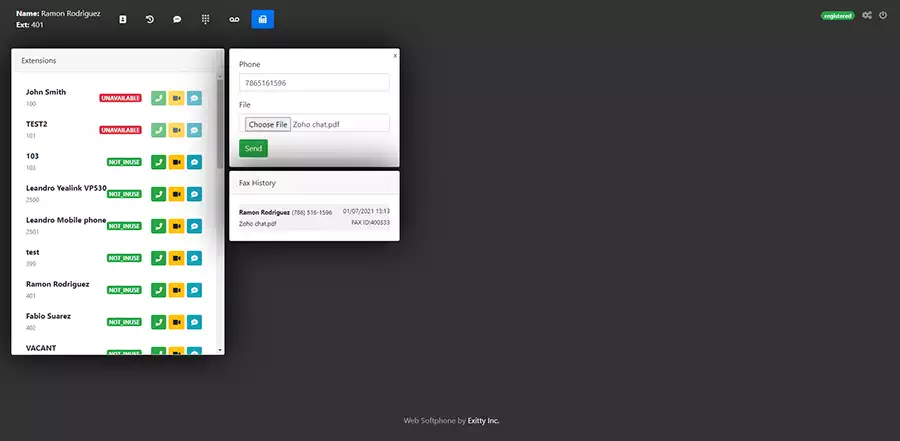 Name: Ramon Rodriguez
Ext: 401
registered
Extensions
John Smith
100
UNAVAILABLE
TEST2
101
UNAVAILABLE
103
103
NOT_INUSE
Leandro Yealink VP530
2500
NOT_INUSE
Leandro Mobile phone
2501
NOT_INUSE
test
399
NOT_INUSE
Ramon Rodriguez
401
NOT_INUSE
Fabio Suarez
402
NOT_INUSE
VACANT
NOT_INUSE
x
Phone
7865161596
File
Choose File Zoho chat.pdf
Send
Fax History
Ramon Rodriguez (786) 516-1596 01/07/2021 13:13
Zoho chat.pdf FAX ID:400333
Web Softphone by Exitty Inc.